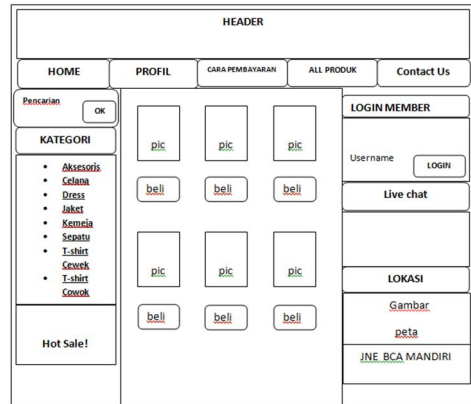 HEADER
HOME
PROFIL
CARA PEMBAYARAN
ALL PRODUK
Contact Us
Pencarian
OK
KATEGORI
Aksesoris
Celana
Dress
Jaket
Kemeja
Sepatu
T-shirt
Cewek
T-shirt
Cowok
Hot Sale!
pic
pic
pic
beli
beli
beli
pic
pic
pic
beli
beli
beli
LOGIN MEMBER
Username
LOGIN
Live chat
LOKASI
Gambar
peta
JNE BCA MANDIRI